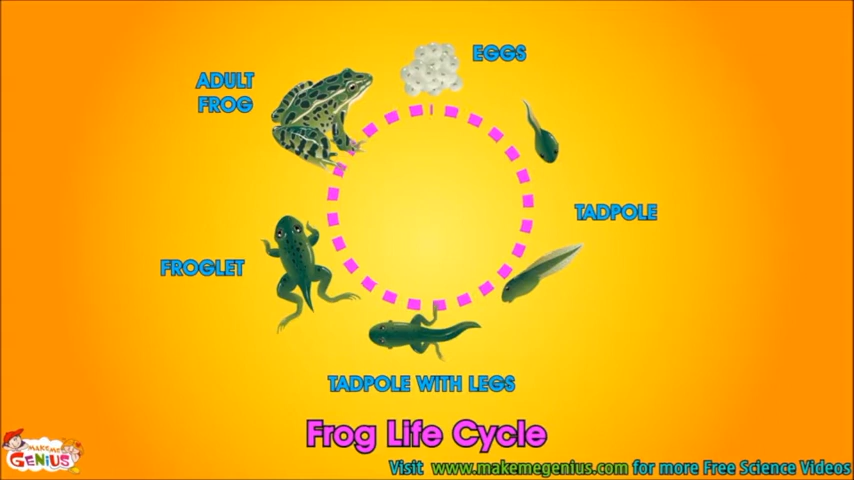 EGGS
ADULT
FROG
TADPOLE
FROGLET
TADPOLE WITH LEGS
Frog Life Cycle
MAKE ME
GENiUS
Visit www.makemegenius.com for more Free Science Videos